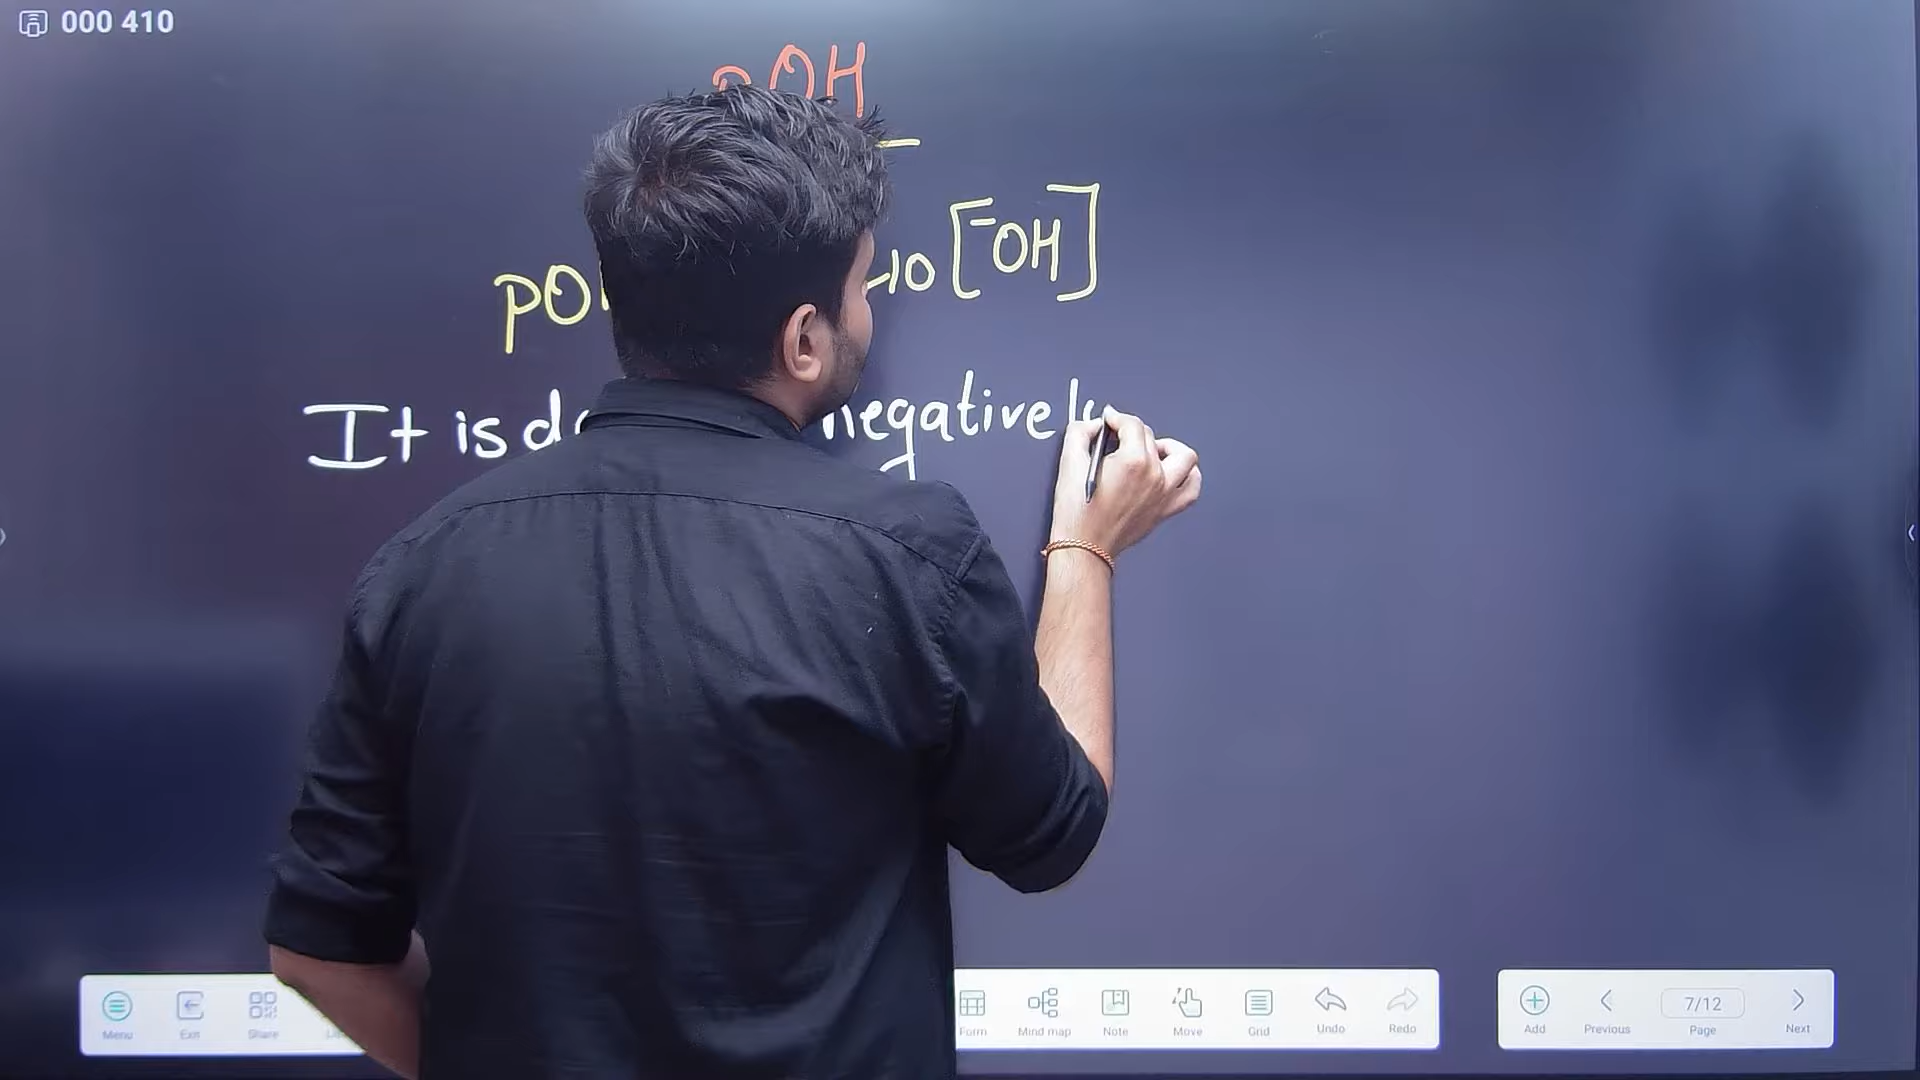 000 410
pOH
10 [⁻OH]
It is negatively
Menu Exit Share Form Mind map Note Move Grid Undo Redo Add Previous 7/12 Page Next